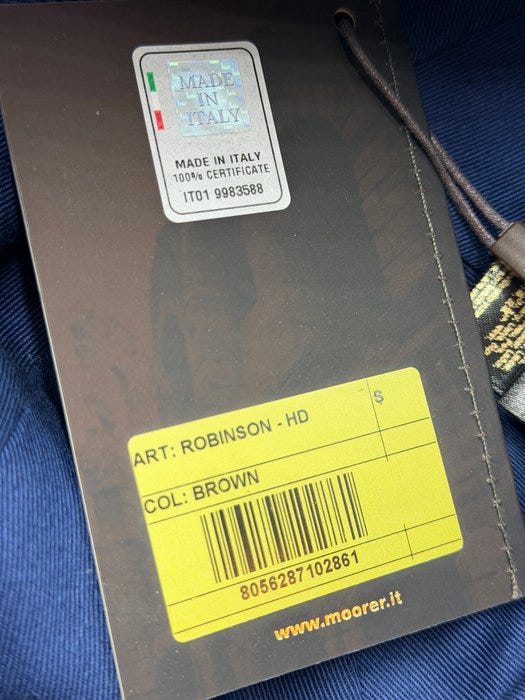 MADE
IN
ITALY
MADE IN ITALY
100% CERTIFICATE
IT01 9983588
ART: ROBINSON - HD
S
COL: BROWN
8056287102861
www.moorer.it